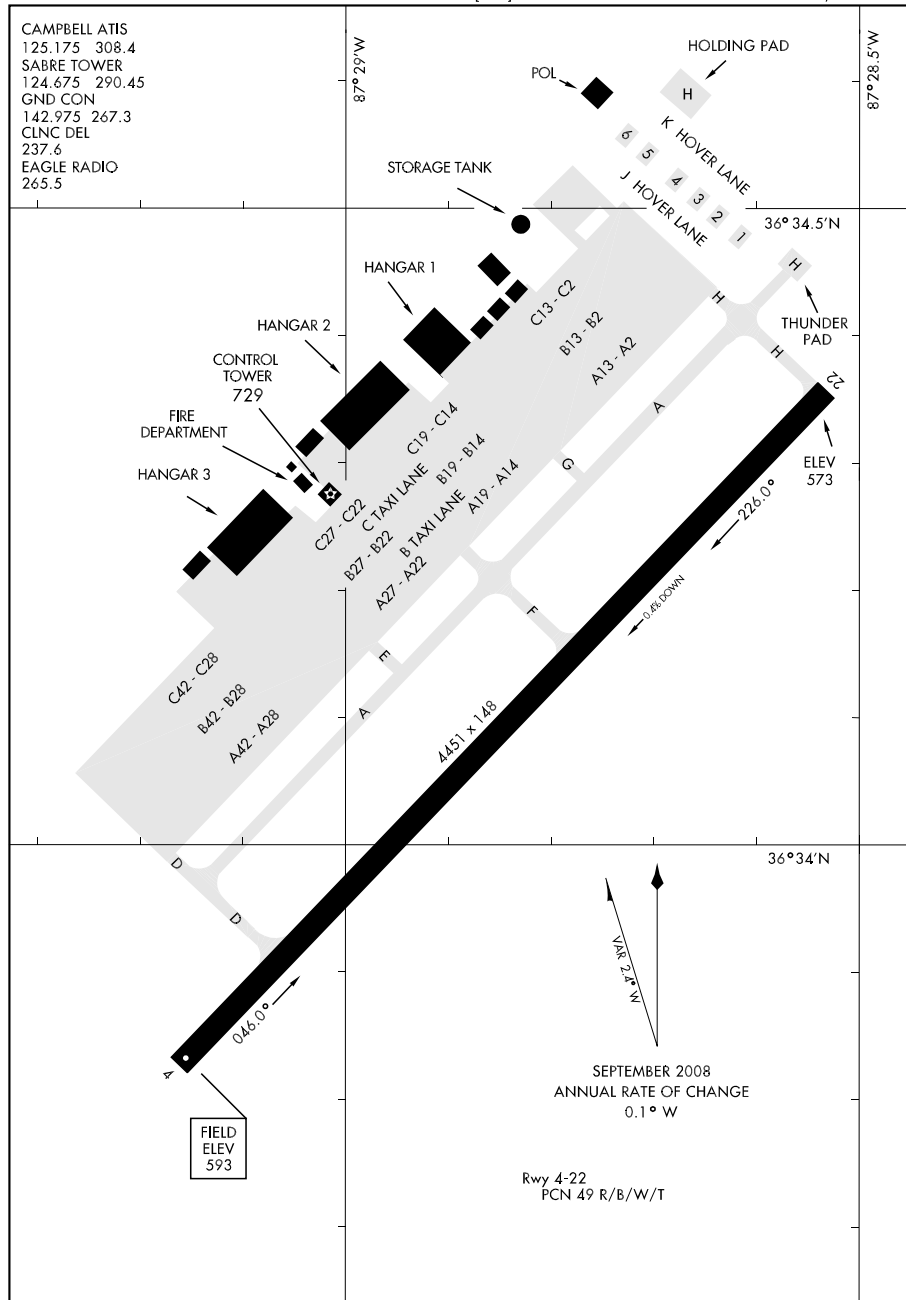 CAMPBELL ATIS
125.175 308.4
SABRE TOWER
124.675 290.45
GND CON
142.975 267.3
CLNC DEL
237.6
EAGLE RADIO
265.5
87°29'W
87°28.5'W
HOLDING PAD
POL
H
K HOVER LANE
6
5
4
3
2
1
J HOVER LANE
STORAGE TANK
36°34.5'N
H
THUNDER
PAD
HANGAR 1
C13 - C2
B13 - B2
A13 - A2
H
H
HANGAR 2
CONTROL
TOWER
729
22
ELEV
573
FIRE
DEPARTMENT
HANGAR 3
C19 - C14
B19 - B14
A19 - A14
A
G
C TAXI LANE
B TAXI LANE
C27 - C22
B27 - B22
A27 - A22
226.0°
0.4% DOWN
F
E
C42 - C28
B42 - B28
A42 - A28
A
4451 x 148
36°34'N
D
D
VAR 2.4° W
046.0°
4
FIELD
ELEV
593
SEPTEMBER 2008
ANNUAL RATE OF CHANGE
0.1° W
Rwy 4-22
PCN 49 R/B/W/T